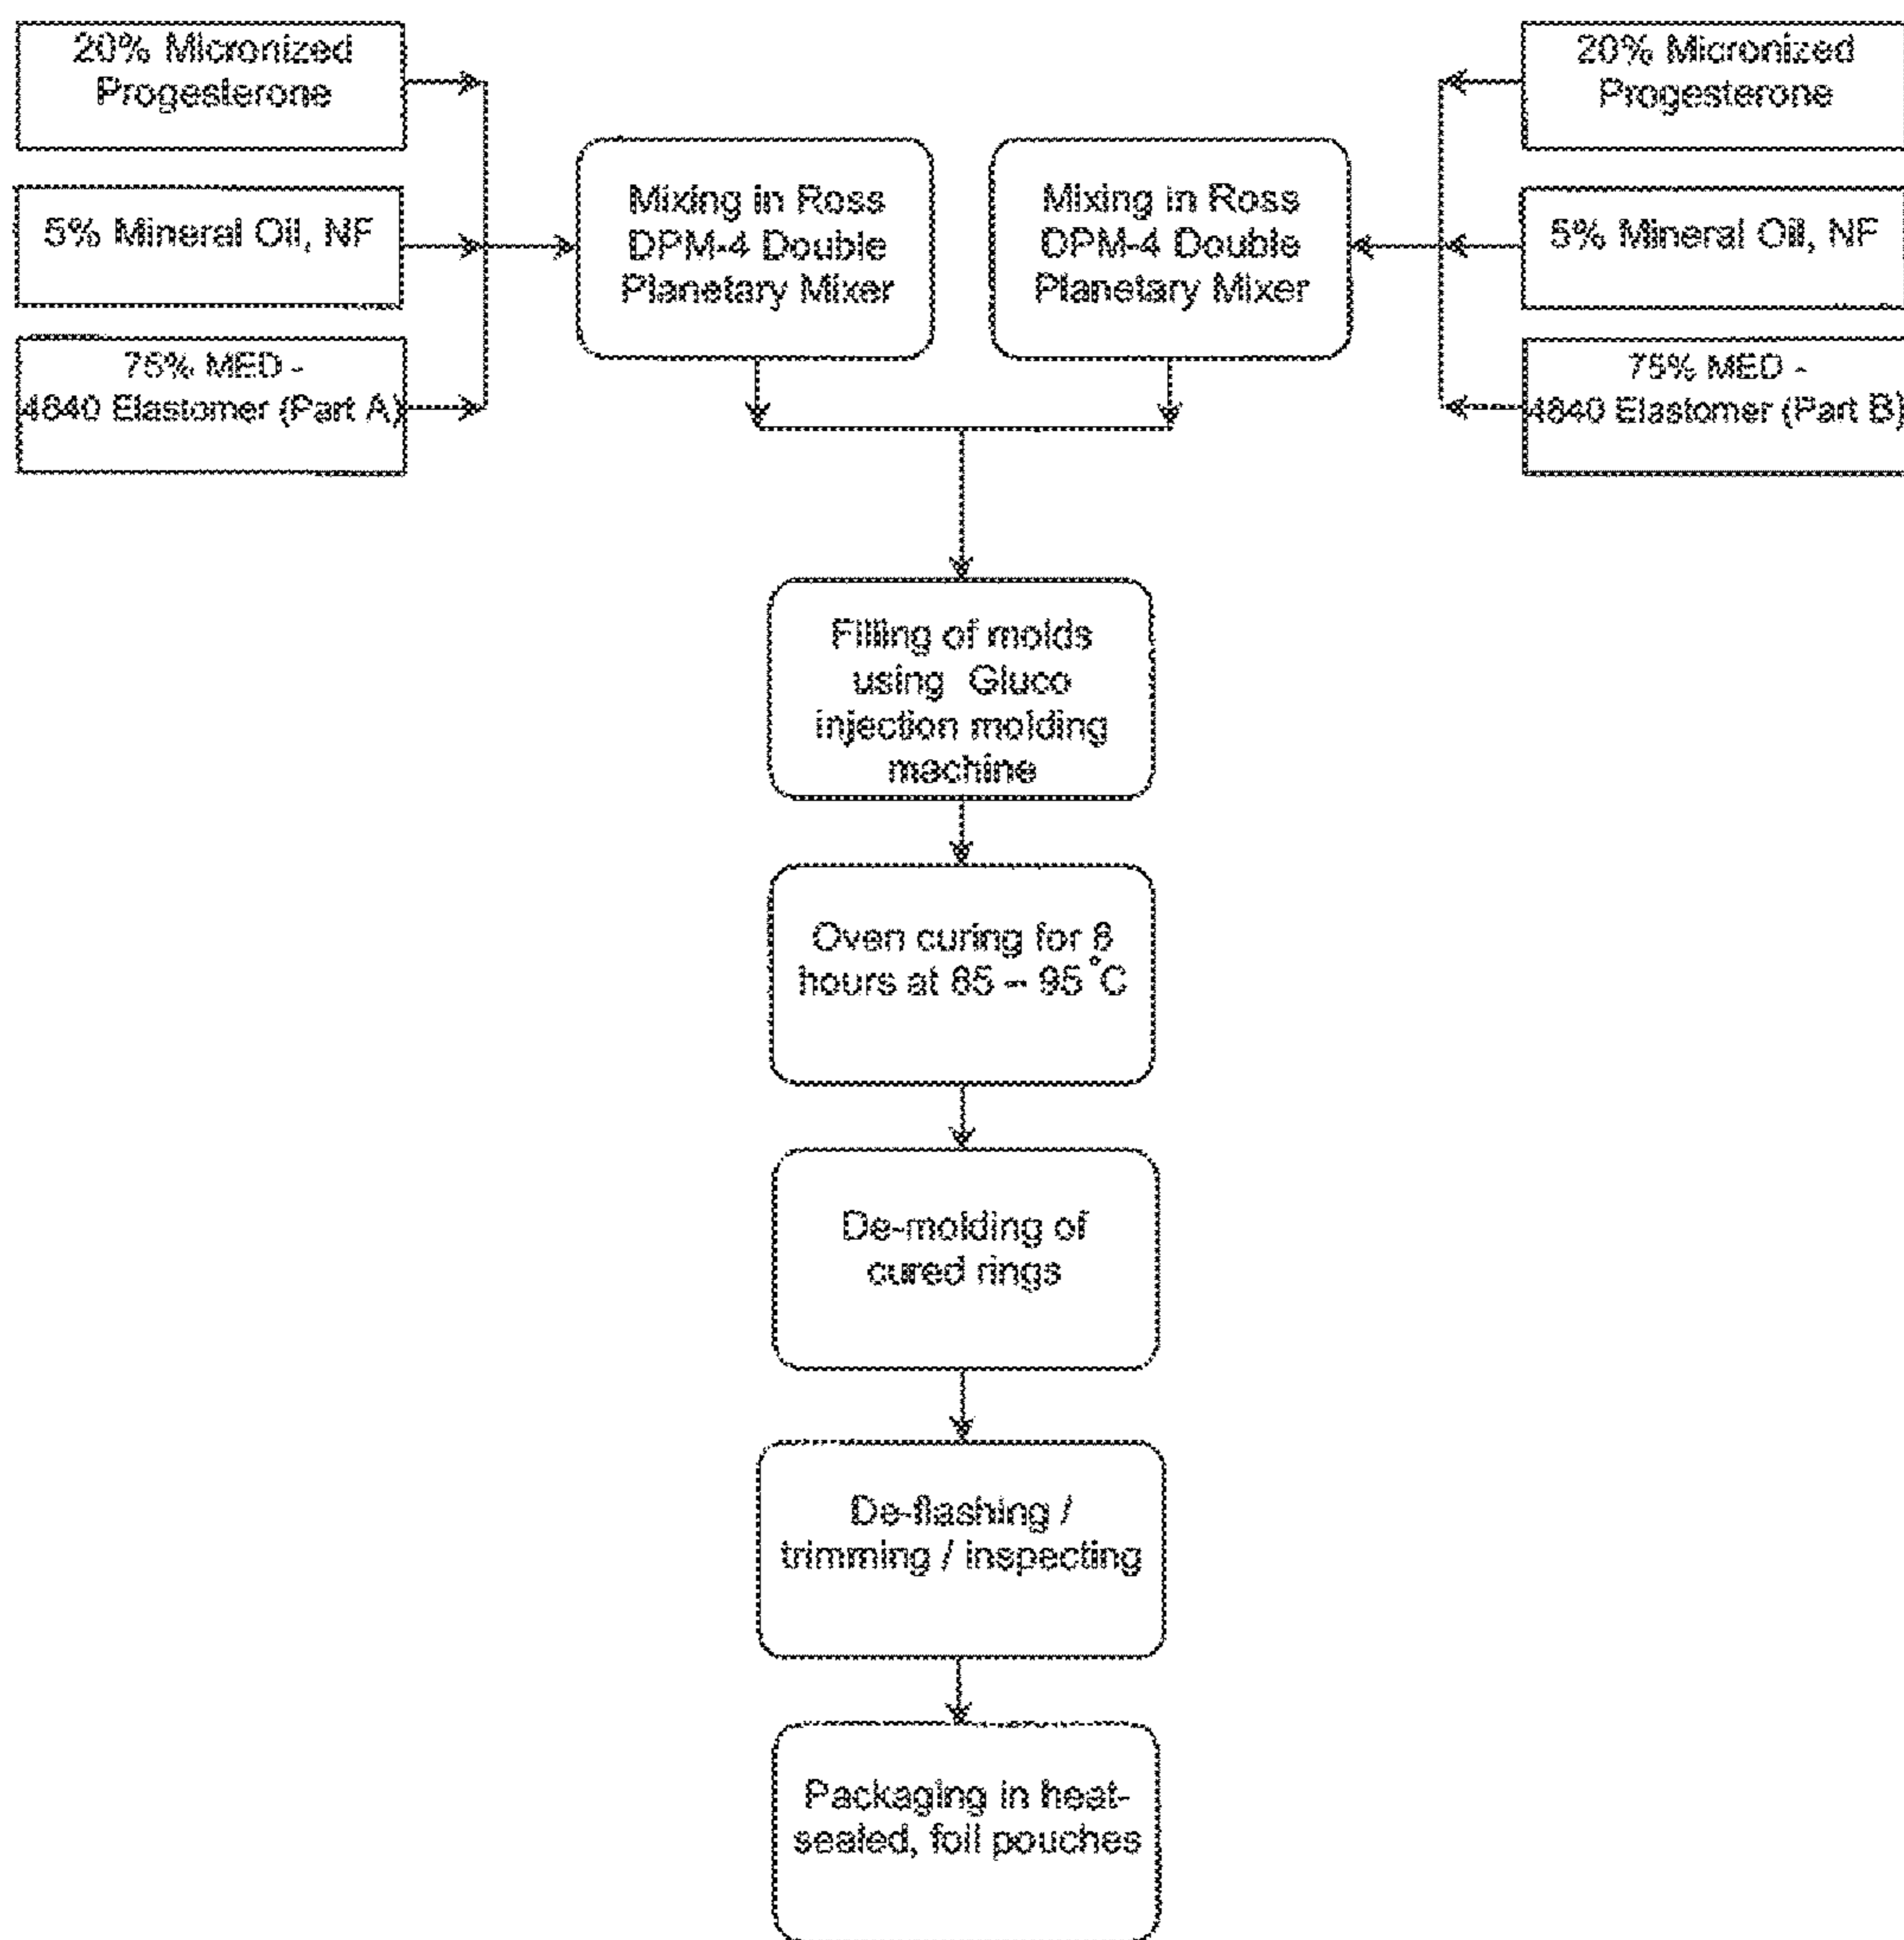 20% Micronized
Progesterone
5% Mineral Oil, NF
75% MED -
4840 Elastomer (Part A)
Mixing in Ross
DPM-4 Double
Planetary Mixer
Mixing in Ross
DPM-4 Double
Planetary Mixer
20% Micronized
Progesterone
5% Mineral Oil, NF
75% MED -
4840 Elastomer (Part B)
Filling of molds
using Gluco
injection molding
machine
Oven curing for
hours at 85 – 95 °C
De-molding of
cured rings
De-flashing /
trimming / inspecting
Packaging in heat-
sealed, foil pouches